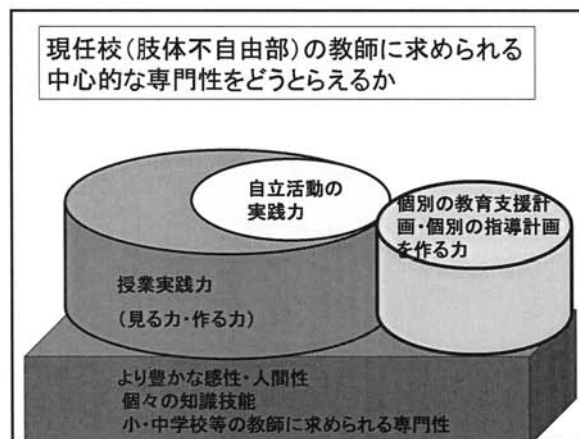 現任校(肢体不自由部)の教師に求められる
中心的な専門性をどうとらえるか
自立活動の
実践力
個別の教育支援計
画・個別の指導計画
を作る力
授業実践力
(見る力・作る力)
より豊かな感性・人間性
個々の知識技能
小・中学校等の教師に求められる専門性